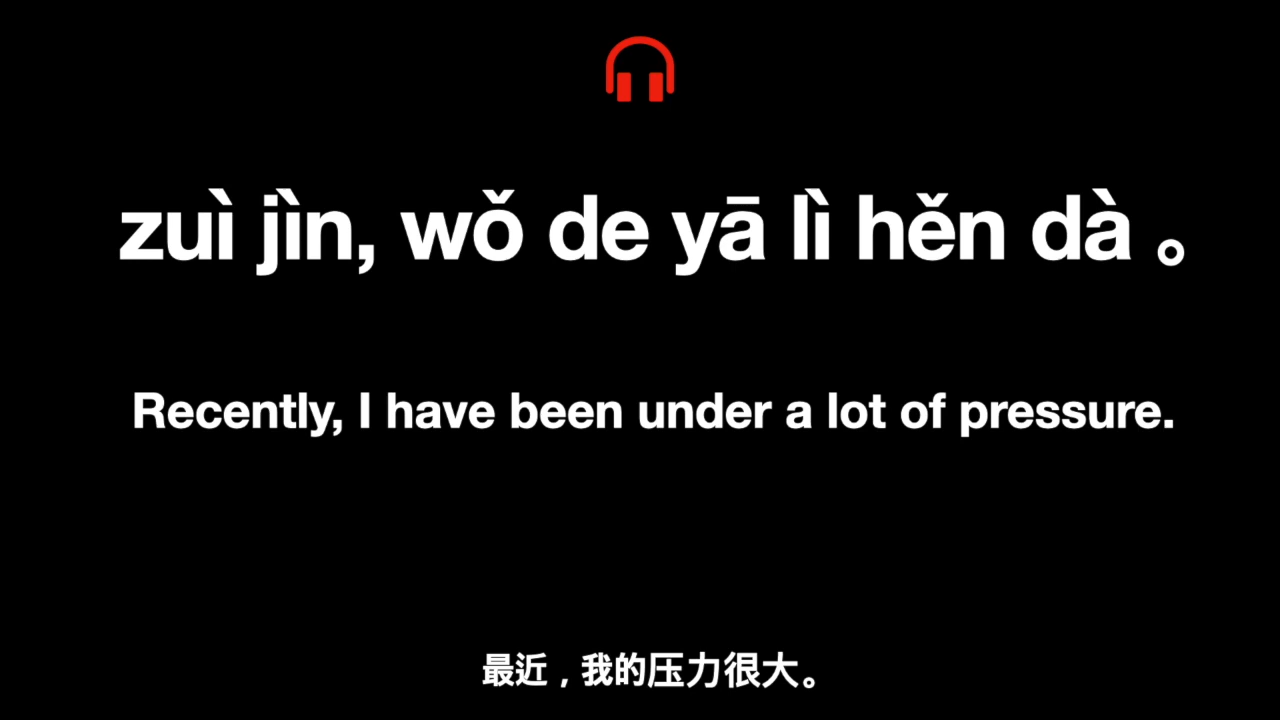 zuì jìn, wǒ de yā lì hěn dà 。
Recently, I have been under a lot of pressure.
最近，我的压力很大。